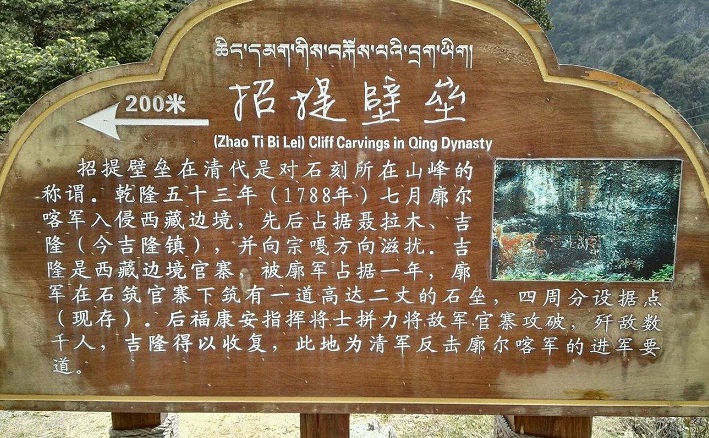 ཆིང་དམག་གིས་བརྐོས་པའི་བྲག་ཡིག།
200米
招提壁垒
(Zhao Ti Bi Lei) Cliff Carvings in Qing Dynasty
招提壁垒在清代是对石刻所在山峰的
称谓。乾隆五十三年（1788年）七月廓尔
喀军入侵西藏边境，先后占据聂拉木、吉
隆（今吉隆镇），并向宗嘎方向滋扰。吉
隆是西藏边境官寨，被廓军占据一年，廓
军在石筑官寨下筑有一道高达二丈的石垒，四周分设据点
（现存）。后福康安指挥将士拼力将敌军官寨攻破，歼敌数
千人，吉隆得以收复，此地为清军反击廓尔喀军的进军要
道。